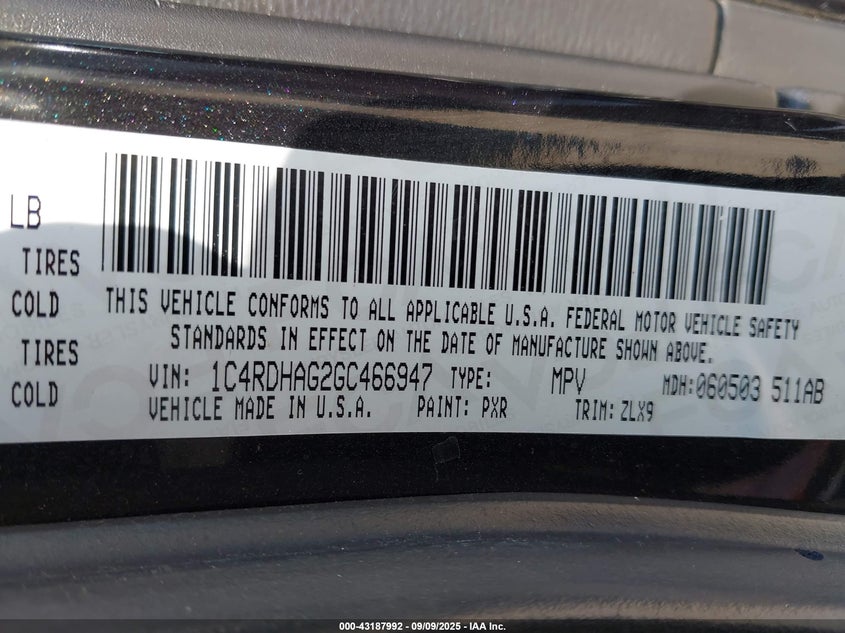 LB
TIRES
COLD
TIRES
COLD
THIS VEHICLE CONFORMS TO ALL APPLICABLE U.S.A. FEDERAL MOTOR VEHICLE SAFETY
STANDARDS IN EFFECT ON THE DATE OF MANUFACTURE SHOWN ABOVE.
VIN: 1C4RDHAG2GC466947 TYPE: MPV MDH: 060503 511AB
VEHICLE MADE IN U.S.A. PAINT: PXR TRIM: ZLX9
000-43187992 - 09/09/2025 - IAA Inc.